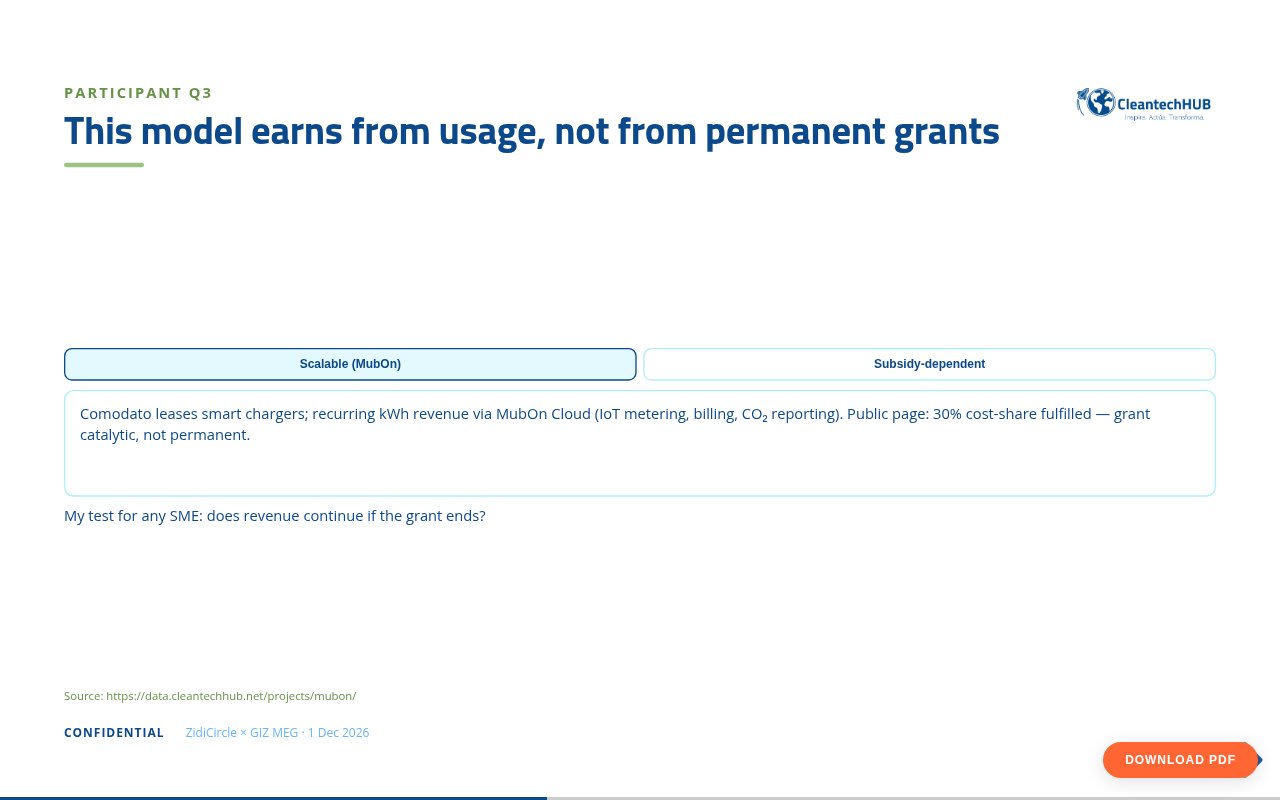 PARTICIPANT Q3
This model earns from usage, not from permanent grants
CleantechHUB
Inspira. Actúa. Transforma.
Scalable (MubOn)
Subsidy-dependent
Comodato leases smart chargers; recurring kWh revenue via MubOn Cloud (IoT metering, billing, CO₂ reporting). Public page: 30% cost-share fulfilled — grant
catalytic, not permanent.
My test for any SME: does revenue continue if the grant ends?
Source: https://data.cleantechhub.net/projects/mubon/
CONFIDENTIAL ZidiCircle × GIZ MEG · 1 Dec 2026
DOWNLOAD PDF